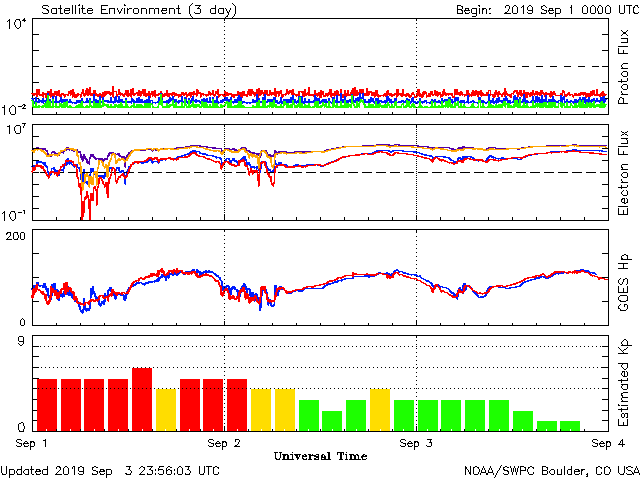 Satellite Environment (3 day) Begin: 2019 Sep 1 0000 UTC
10^4
Proton Flux
10^-2
10^7
Electron Flux
10^-1
200
GOES Hp
0
9
Estimated Kp
0
Sep 1 Sep 2 Sep 3 Sep 4
Universal Time
Updated 2019 Sep 3 23:56:03 UTC NOAA/SWPC Boulder, CO USA